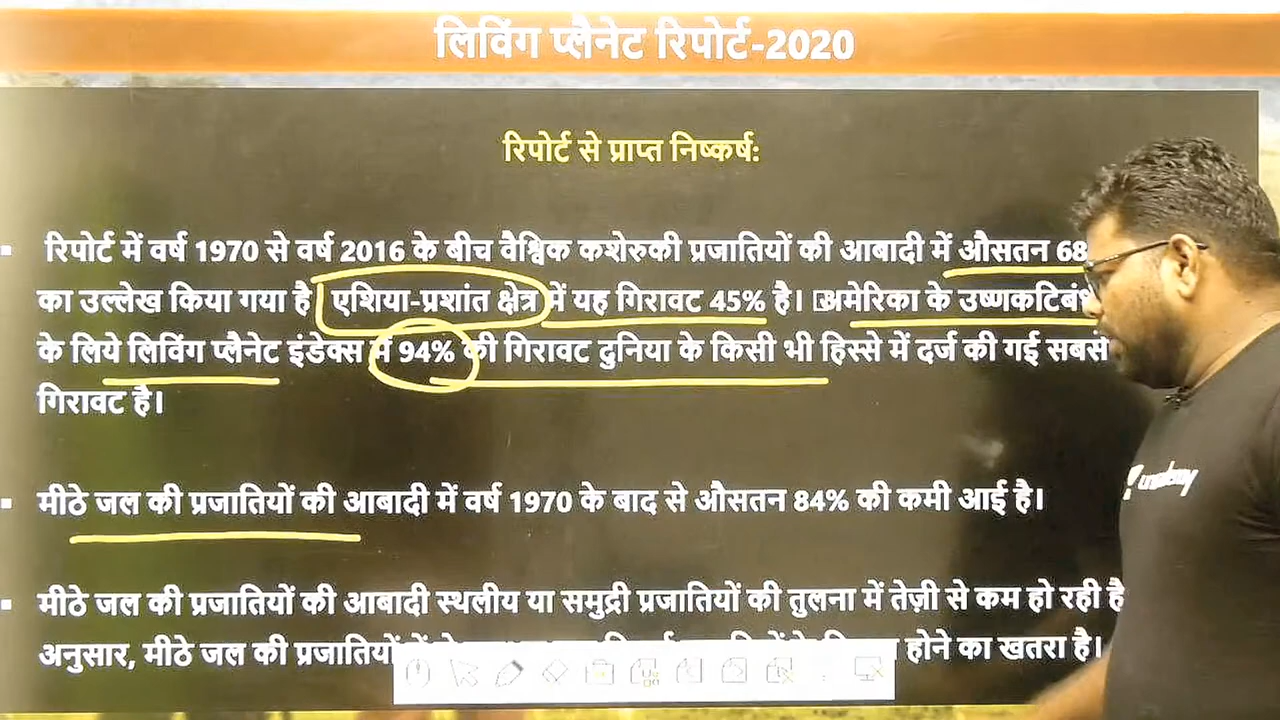 लिविंग प्लैनेट रिपोर्ट-2020
रिपोर्ट से प्राप्त निष्कर्ष:
रिपोर्ट में वर्ष 1970 से वर्ष 2016 के बीच वैश्विक कशेरुकी प्रजातियों की आबादी में औसतन 68
का उल्लेख किया गया है एशिया-प्रशांत क्षेत्र में यह गिरावट 45% है। अमेरिका के
के लिये लिविंग प्लैनेट इंडेक्स में 94% की गिरावट दुनिया के किसी भी हिस्से में दर्ज की गई सबसे
गिरावट है।
मीठे जल की प्रजातियों की आबादी में वर्ष 1970 के बाद से औसतन 84% की कमी आई है।
मीठे जल की प्रजातियों की आबादी स्थलीय या समुद्री प्रजातियों की तुलना में तेज़ी से कम हो रही है
अनुसार, मीठे जल की प्रजातियों होने का खतरा है।
unacademy